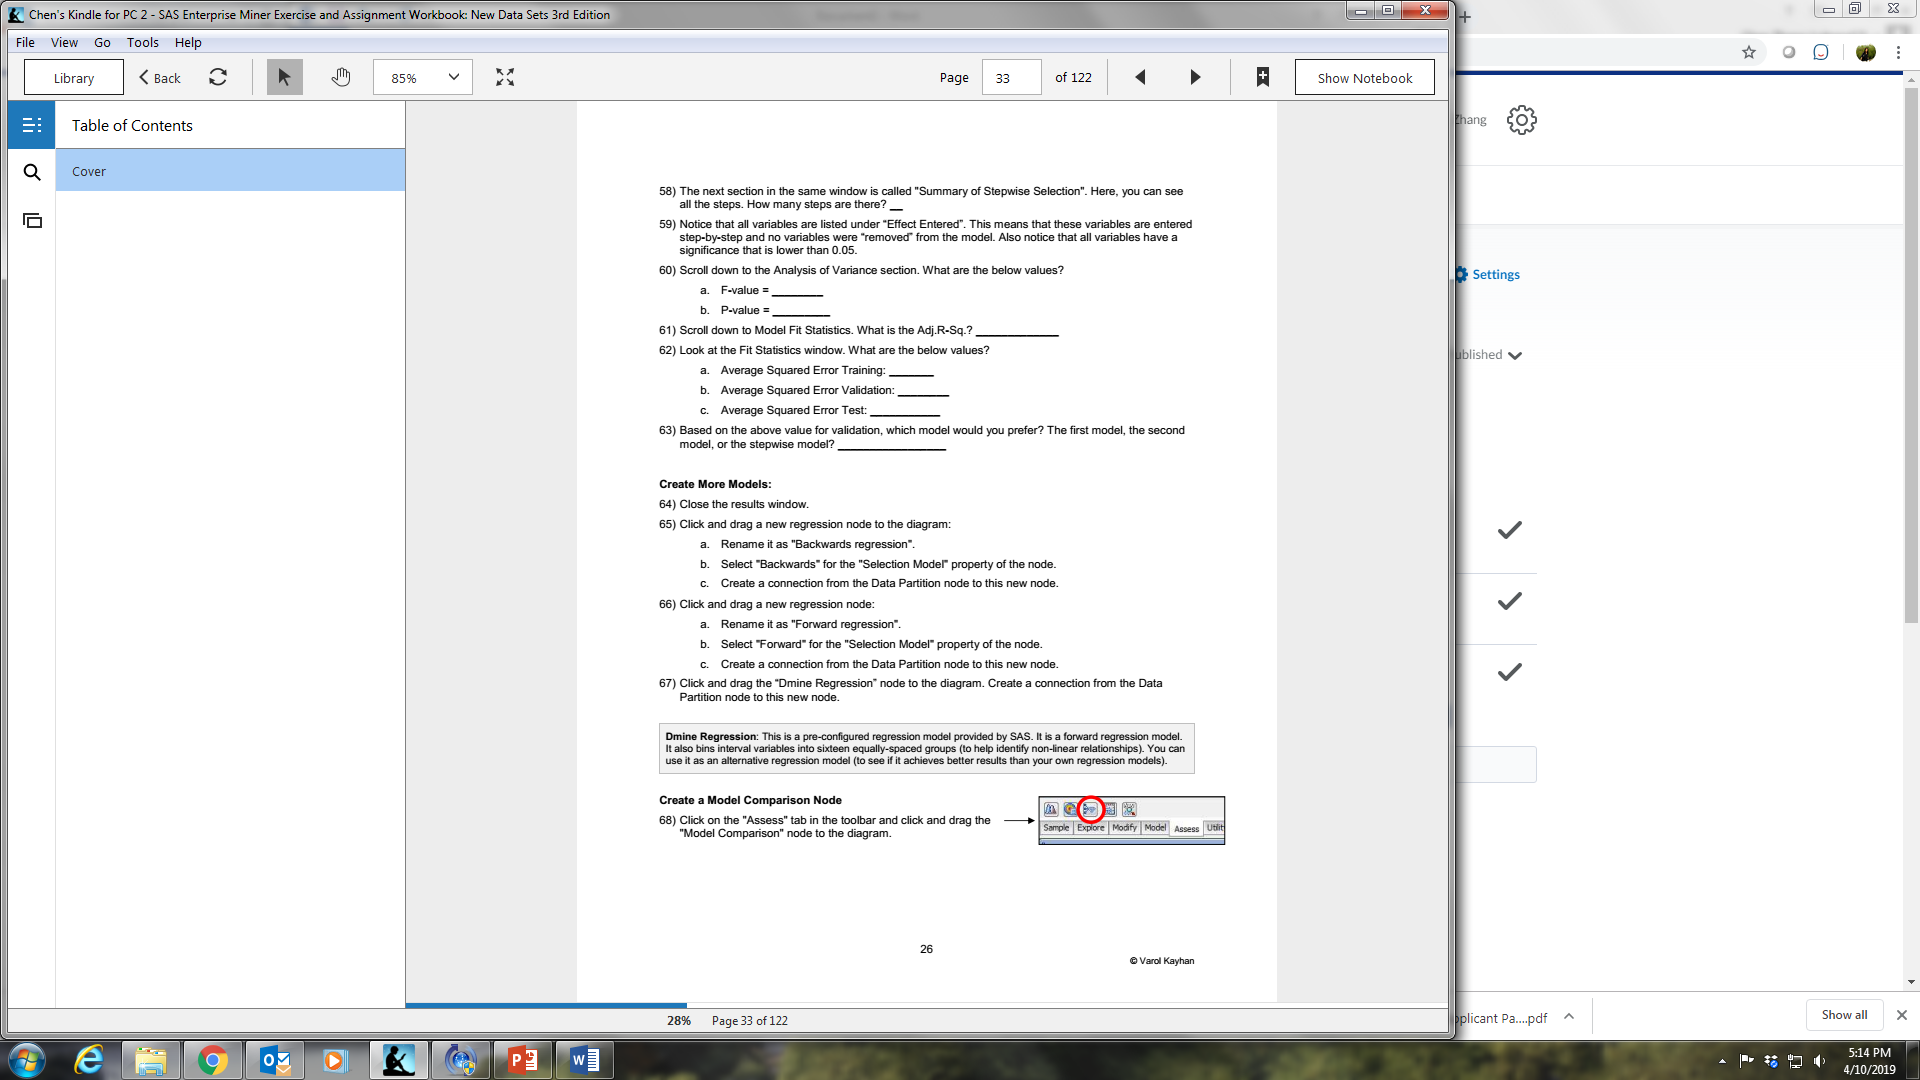 Chen's Kindle for PC 2 - SAS Enterprise Miner Exercise and Assignment Workbook: New Data Sets 3rd Edition
File View Go Tools Help
Library
Back
85%
Page 33 of 122
Show Notebook
Table of Contents
Cover
58) The next section in the same window is called "Summary of Stepwise Selection". Here, you can see
all the steps. How many steps are there? __
59) Notice that all variables are listed under “Effect Entered”. This means that these variables are entered
step-by-step and no variables were “removed” from the model. Also notice that all variables have a
significance that is lower than 0.05.
60) Scroll down to the Analysis of Variance section. What are the below values?
a. F-value = ________
b. P-value = _________
61) Scroll down to Model Fit Statistics. What is the Adj.R-Sq.? _____________
62) Look at the Fit Statistics window. What are the below values?
a. Average Squared Error Training: _______
b. Average Squared Error Validation: ________
c. Average Squared Error Test: ___________
63) Based on the above value for validation, which model would you prefer? The first model, the second
model, or the stepwise model? _________________
Create More Models:
64) Close the results window.
65) Click and drag a new regression node to the diagram:
a. Rename it as "Backwards regression".
b. Select "Backwards" for the "Selection Model" property of the node.
c. Create a connection from the Data Partition node to this new node.
66) Click and drag a new regression node:
a. Rename it as "Forward regression".
b. Select "Forward" for the "Selection Model" property of the node.
c. Create a connection from the Data Partition node to this new node.
67) Click and drag the “Dmine Regression” node to the diagram. Create a connection from the Data
Partition node to this new node.
Dmine Regression: This is a pre-configured regression model provided by SAS. It is a forward regression model.
It also bins interval variables into sixteen equally-spaced groups (to help identify non-linear relationships). You can
use it as an alternative regression model (to see if it achieves better results than your own regression models).
Create a Model Comparison Node
68) Click on the "Assess" tab in the toolbar and click and drag the
"Model Comparison" node to the diagram.
Sample Explore Modify Model Assess Utilit
26
© Varol Kayhan
28% Page 33 of 122
Zhang
Settings
ublished
plicant Pa....pdf
Show all
5:14 PM
4/10/2019